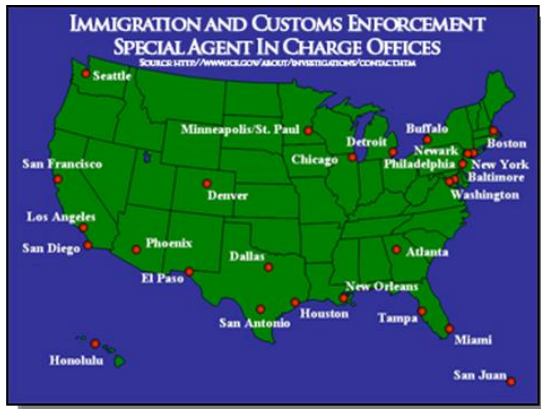 IMMIGRATION AND CUSTOMS ENFORCEMENT
SPECIAL AGENT IN CHARGE OFFICES
SOURCE: HTTP://WWW.ICE.GOV/ABOUT/INVESTIGATIONS/CONTACT.HTM
Seattle
Minneapolis/St. Paul
Buffalo
Detroit
Boston
Newark
Chicago
Philadelphia
New York
San Francisco
Baltimore
Denver
Washington
Los Angeles
San Diego
Phoenix
Dallas
Atlanta
El Paso
New Orleans
Houston
Tampa
San Antonio
Miami
Honolulu
San Juan